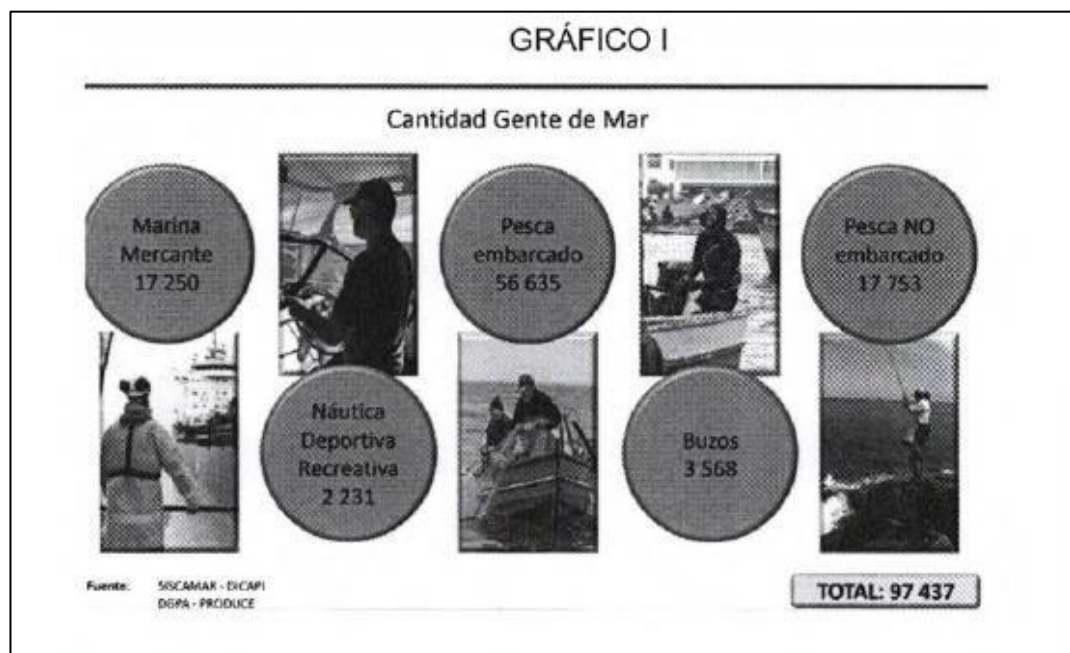 GRÁFICO I
Cantidad Gente de Mar
Marina
Mercante
17 250
Pesca
embarcado
56 635
Pesca NO
embarcado
17 753
Náutica
Deportiva
Recreativa
2 231
Buzos
3 568
Fuente: SISCAMAR - DICAPI
DGPA - PRODUCE
TOTAL: 97 437